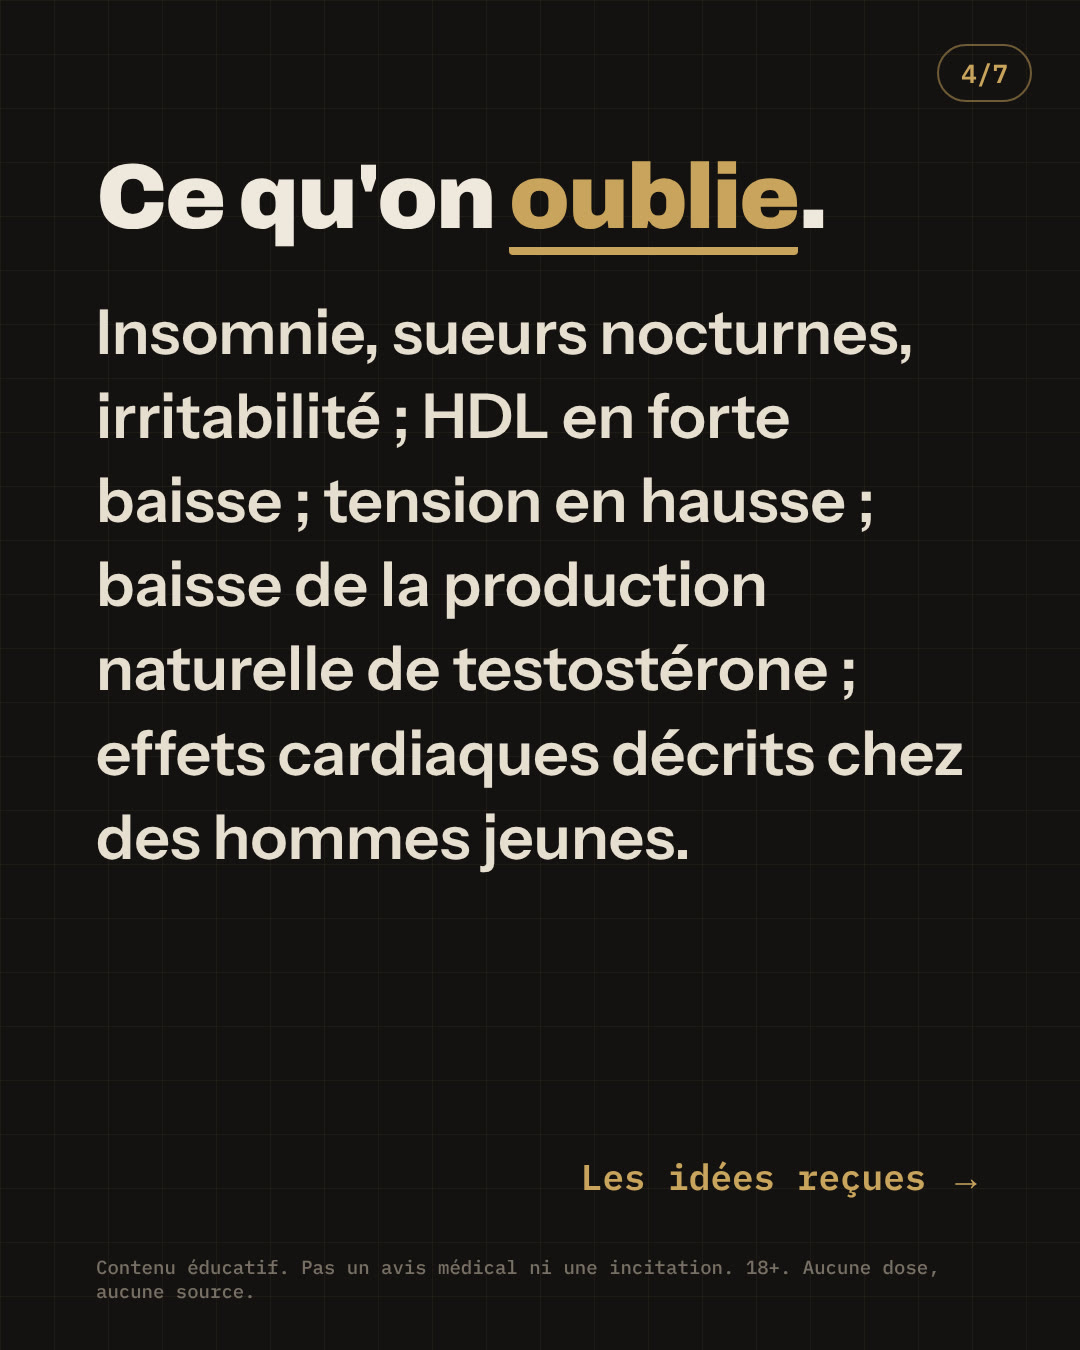 4/7
Ce qu'on oublie.
Insomnie, sueurs nocturnes,
irritabilité ; HDL en forte
baisse ; tension en hausse ;
baisse de la production
naturelle de testostérone ;
effets cardiaques décrits chez
des hommes jeunes.
Les idées reçues →
Contenu éducatif. Pas un avis médical ni une incitation. 18+. Aucune dose,
aucune source.